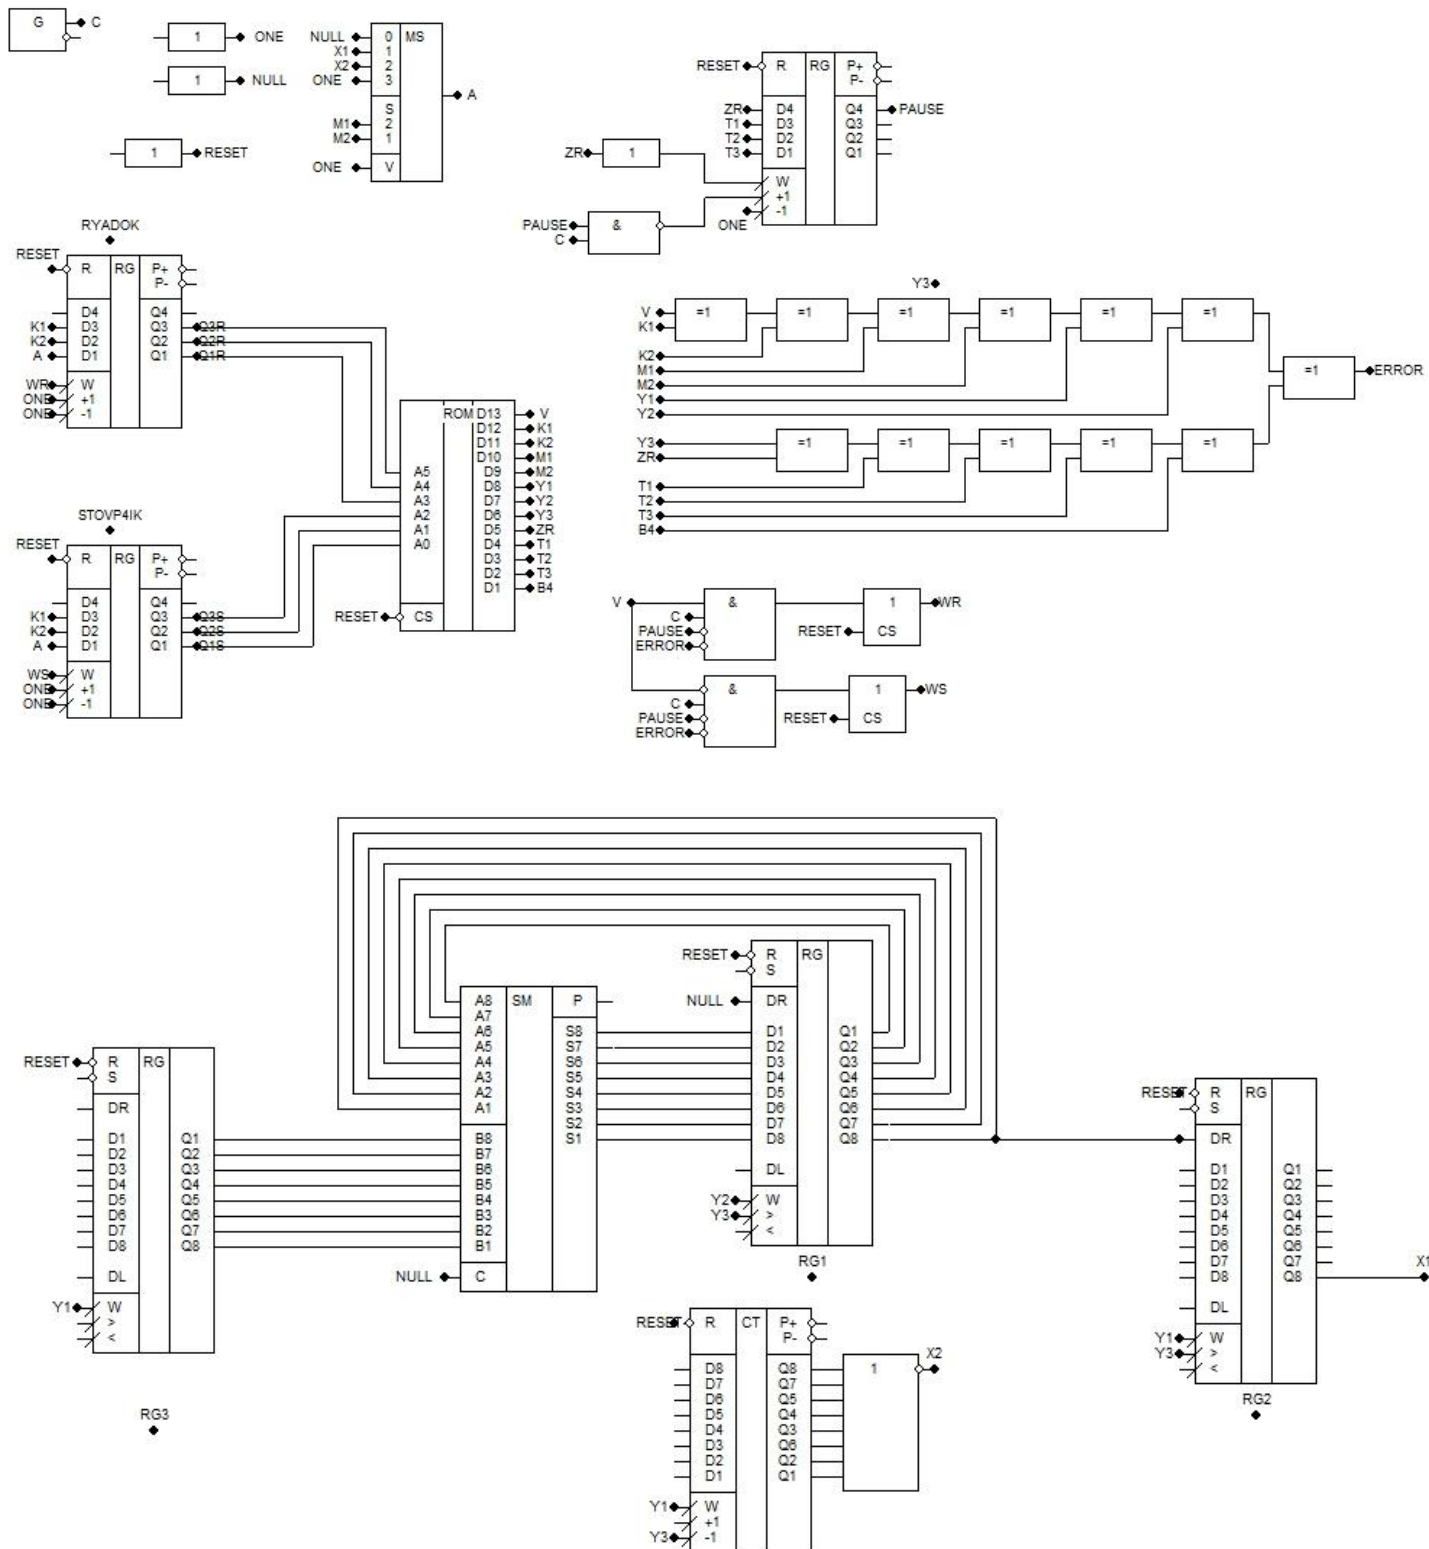 G C
1 ONE
1 NULL
1 RESET
NULL 0 MS
X1 1
X2 2
ONE 3
A
S
M1 2
M2 1
ONE V
RESET R RG P+
P-
ZR D4 Q4 PAUSE
T1 D3 Q3
T2 D2 Q2
T3 D1 Q1
ZR 1
W
+1
ONE -1
PAUSE &
C
RYADOK
RESET
R RG P+
P-
D4 Q4
K1 D3 Q3 Q3R
K2 D2 Q2 Q2R
A D1 Q1 Q1R
WR W
ONE +1
ONE -1
STOVP4IK
RESET
R RG P+
P-
D4 Q4
K1 D3 Q3 Q3S
K2 D2 Q2 Q2S
A D1 Q1 Q1S
WS W
ONE +1
ONE -1
ROM D13 V
D12 K1
D11 K2
D10 M1
A5 D9 M2
A4 D8 Y1
A3 D7 Y2
A2 D6 Y3
A1 D5 ZR
A0 D4 T1
D3 T2
D2 T3
D1 B4
RESET CS
Y3
V =1 =1 =1 =1 =1 =1
K1
K2
M1
M2
Y1
Y2
=1 ERROR
Y3 =1 =1 =1 =1 =1
ZR
T1
T2
T3
B4
V & 1 WR
C
PAUSE RESET CS
ERROR
& 1 WS
C
PAUSE RESET CS
ERROR
RESET R RG
S
DR
D1 Q1
D2 Q2
D3 Q3
D4 Q4
D5 Q5
D6 Q6
D7 Q7
D8 Q8
DL
Y1 W
>
<
RG3
A8 SM P
A7
A6 S8
A5 S7
A4 S6
A3 S5
A2 S4
A1 S3
S2
B8 S1
B7
B6
B5
B4
B3
B2
B1
NULL C
RESET R RG
S
NULL DR
D1 Q1
D2 Q2
D3 Q3
D4 Q4
D5 Q5
D6 Q6
D7 Q7
D8 Q8
DL
Y2 W
Y3 >
<
RG1
RESET R RG
S
DR
D1 Q1
D2 Q2
D3 Q3
D4 Q4
D5 Q5
D6 Q6
D7 Q7
D8 Q8
X1
DL
Y1 W
Y3 >
<
RG2
RESET R CT P+
P-
D8 Q8 1 X2
D7 Q7
D6 Q5
D5 Q4
D4 Q3
D3 Q6
D2 Q2
D1 Q1
Y1 W
+1
Y3 -1